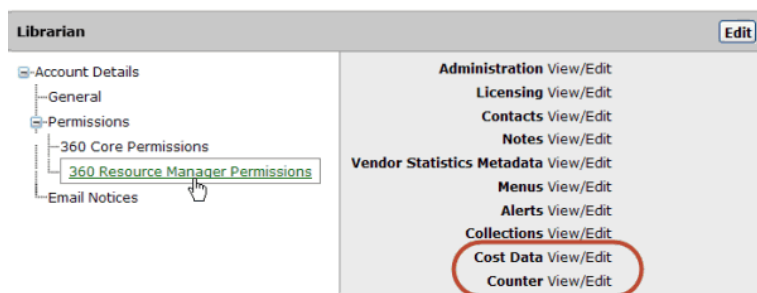 Librarian
Edit
Account Details
General
Permissions
360 Core Permissions
360 Resource Manager Permissions
Email Notices
Administration View/Edit
Licensing View/Edit
Contacts View/Edit
Notes View/Edit
Vendor Statistics Metadata View/Edit
Menus View/Edit
Alerts View/Edit
Collections View/Edit
Cost Data View/Edit
Counter View/Edit